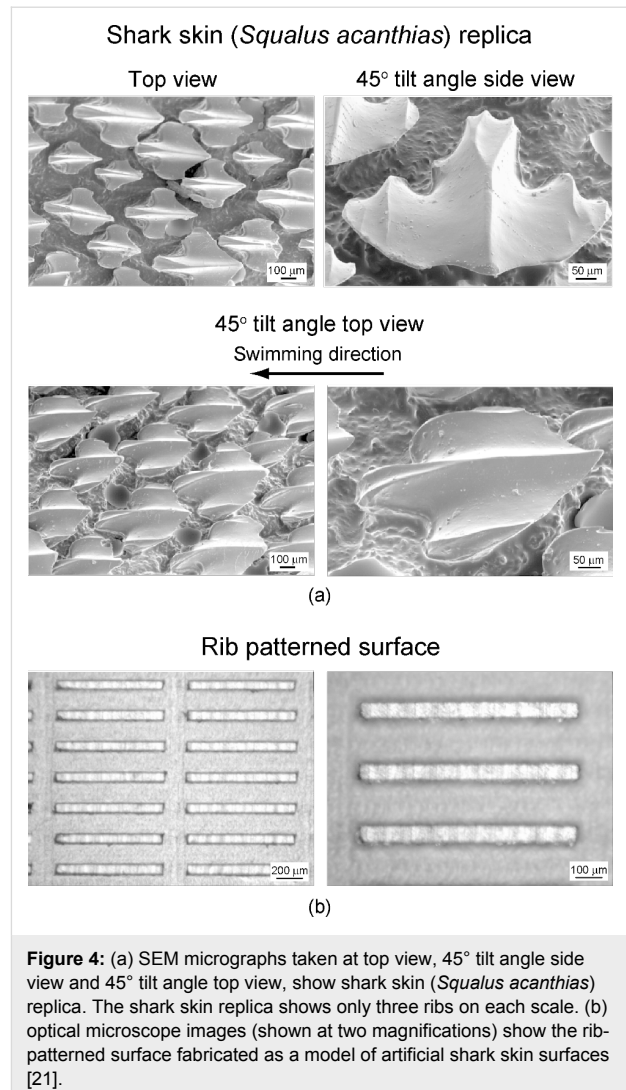 Shark skin (Squalus acanthias) replica
Top view
45° tilt angle side view
100 μm
50 μm
45° tilt angle top view
Swimming direction
100 μm
50 μm
(a)
Rib patterned surface
200 μm
100 μm
(b)
Figure 4: (a) SEM micrographs taken at top view, 45° tilt angle side
view and 45° tilt angle top view, show shark skin (Squalus acanthias)
replica. The shark skin replica shows only three ribs on each scale. (b)
optical microscope images (shown at two magnifications) show the rib-
patterned surface fabricated as a model of artificial shark skin surfaces
[21].